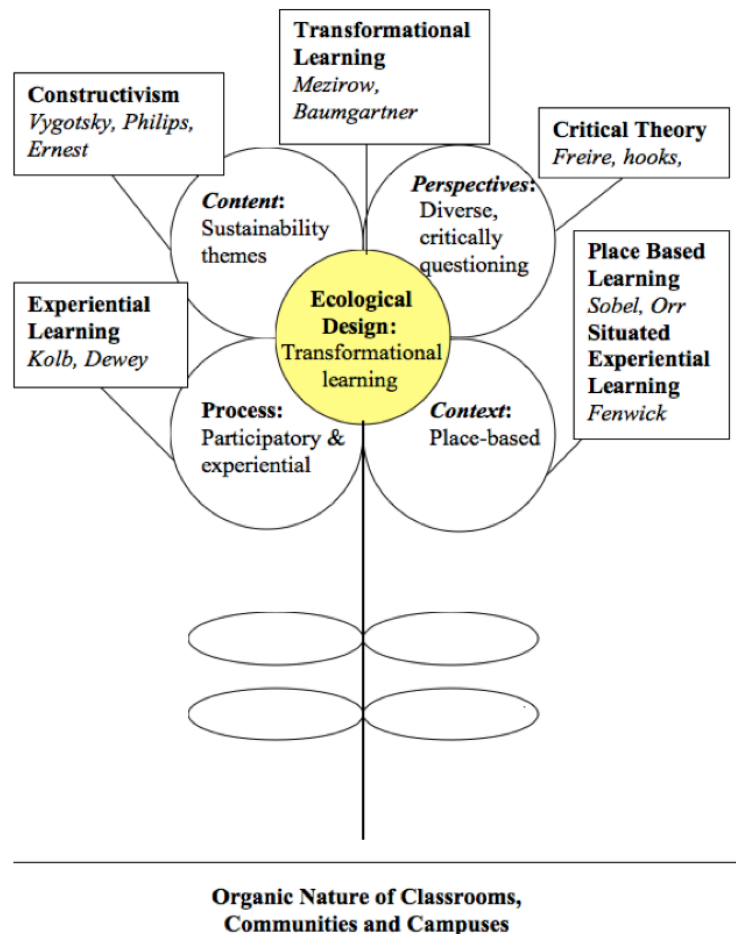 Transformational
Learning
Mezirow,
Baumgartner
Constructivism
Vygotsky, Philips,
Ernest
Critical Theory
Freire, hooks,
Content:
Sustainability
themes
Perspectives:
Diverse,
critically
questioning
Place Based
Learning
Sobel, Orr
Situated
Experiential
Learning
Fenwick
Experiential
Learning
Kolb, Dewey
Ecological
Design:
Transformational
learning
Process:
Participatory &
experiential
Context:
Place-based
Organic Nature of Classrooms,
Communities and Campuses